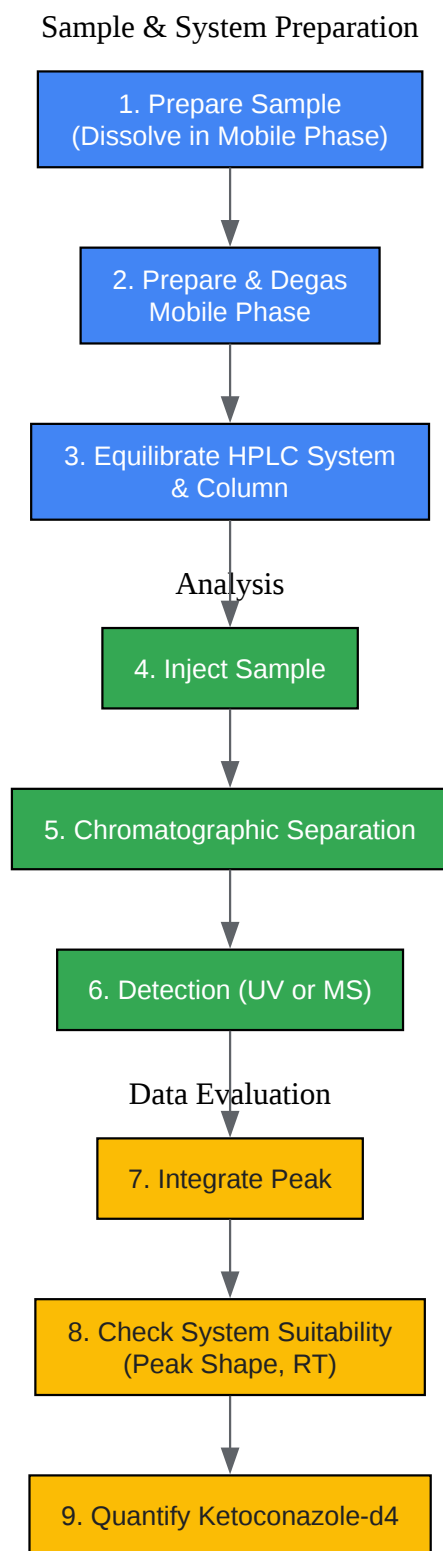 Sample & System Preparation
1. Prepare Sample
(Dissolve in Mobile Phase)
2. Prepare & Degas
Mobile Phase
3. Equilibrate HPLC System
& Column
Analysis
4. Inject Sample
5. Chromatographic Separation
6. Detection (UV or MS)
Data Evaluation
7. Integrate Peak
8. Check System Suitability
(Peak Shape, RT)
9. Quantify Ketoconazole-d4